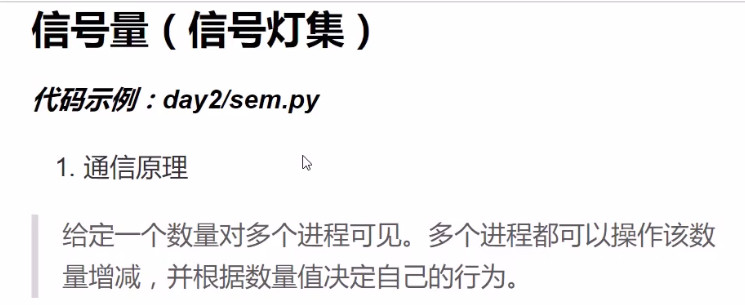 信号量（信号灯集）
代码示例：day2/sem.py
1. 通信原理
给定一个数量对多个进程可见。多个进程都可以操作该数
量增减，并根据数量值决定自己的行为。